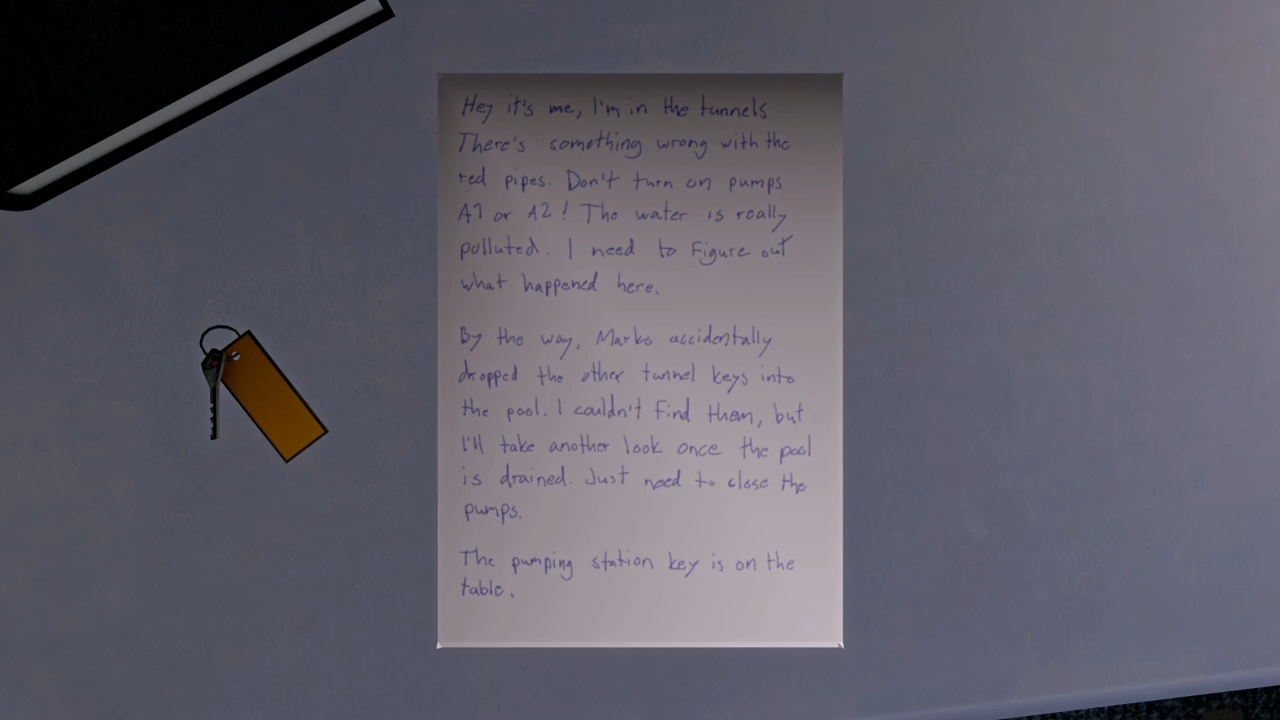 Hey it's me, I'm in the tunnels
There's something wrong with the
red pipes. Don't turn on pumps
A1 or A2! The water is really
polluted. I need to figure out
what happened here.
By the way, Marko accidentally
dropped the other tunnel keys into
the pool. I couldn't find them, but
I'll take another look once the pool
is drained. Just need to close the
pumps.
The pumping station key is on the
table.